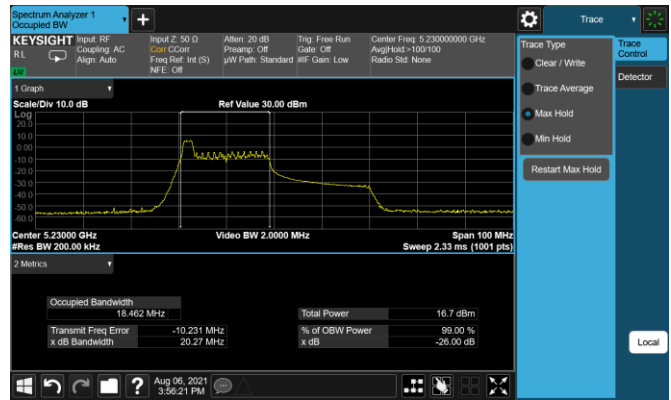 Spectrum Analyzer 1
Occupied BW
Trace
KEYSIGHT
RL
Input: RF
Coupling: AC
Align: Auto
Input Z: 50 Ω
Corr CCorr
Freq Ref: Int (S)
NFE: Off
Atten: 20 dB
Preamp: Off
µW Path: Standard
Trig: Free Run
Gate: Off
#IF Gain: Low
Center Freq: 5.230000000 GHz
Avg|Hold >100/100
Radio Std: None
1 Graph
Scale/Div 10.0 dB
Ref Value 30.00 dBm
Log
20.0
10.0
0.00
-10.0
-20.0
-30.0
-40.0
-50.0
-60.0
Center 5.23000 GHz
Video BW 2.0000 MHz
Span 100 MHz
#Res BW 200.00 kHz
Sweep 2.33 ms (1001 pts)
2 Metrics
Occupied Bandwidth
18.462 MHz
Total Power 16.7 dBm
Transmit Freq Error -10.231 MHz
% of OBW Power 99.00 %
x dB Bandwidth 20.27 MHz
x dB -26.00 dB
Aug 06, 2021
3:56:21 PM
Trace Type
Clear / Write
Trace Average
Max Hold
Min Hold
Restart Max Hold
Trace
Control
Detector
Local